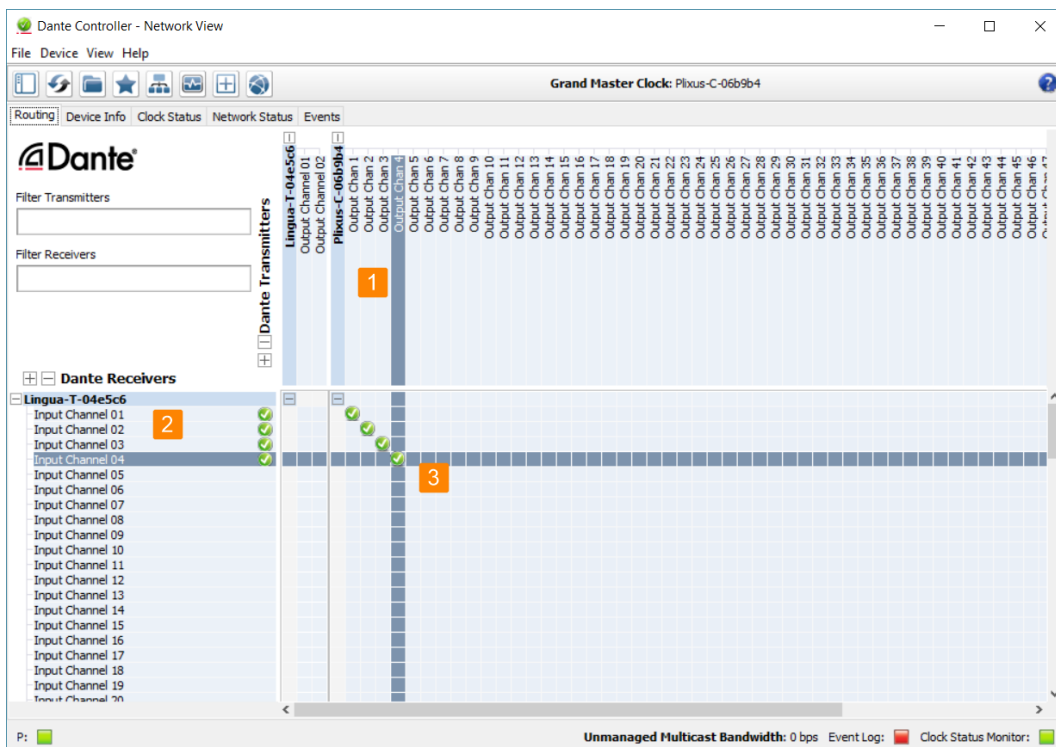 Dante Controller - Network View
File Device View Help
Grand Master Clock: Plixus-C-06b9b4
Routing Device Info Clock Status Network Status Events
Dante
Filter Transmitters
Filter Receivers
Dante Transmitters
Lingua-T-04e5c6
Output Channel 01
Output Channel 02
Plixus-C-06b9b4
Output Chan 1
Output Chan 2
Output Chan 3
Output Chan 4
Output Chan 5
Output Chan 6
Output Chan 7
Output Chan 8
Output Chan 9
Output Chan 10
Output Chan 11
Output Chan 12
Output Chan 13
Output Chan 14
Output Chan 15
Output Chan 16
Output Chan 17
Output Chan 18
Output Chan 19
Output Chan 20
Output Chan 21
Output Chan 22
Output Chan 23
Output Chan 24
Output Chan 25
Output Chan 26
Output Chan 27
Output Chan 28
Output Chan 29
Output Chan 30
Output Chan 31
Output Chan 32
Output Chan 33
Output Chan 34
Output Chan 35
Output Chan 36
Output Chan 37
Output Chan 38
Output Chan 39
Output Chan 40
Output Chan 41
Output Chan 42
Output Chan 43
Output Chan 44
Output Chan 45
Output Chan 46
Output Chan 47
1
Dante Receivers
Lingua-T-04e5c6
Input Channel 01
2
Input Channel 02
Input Channel 03
Input Channel 04
3
Input Channel 05
Input Channel 06
Input Channel 07
Input Channel 08
Input Channel 09
Input Channel 10
Input Channel 11
Input Channel 12
Input Channel 13
Input Channel 14
Input Channel 15
Input Channel 16
Input Channel 17
Input Channel 18
Input Channel 19
Input Channel 20
P: Unmanaged Multicast Bandwidth: 0 bps Event Log: Clock Status Monitor: